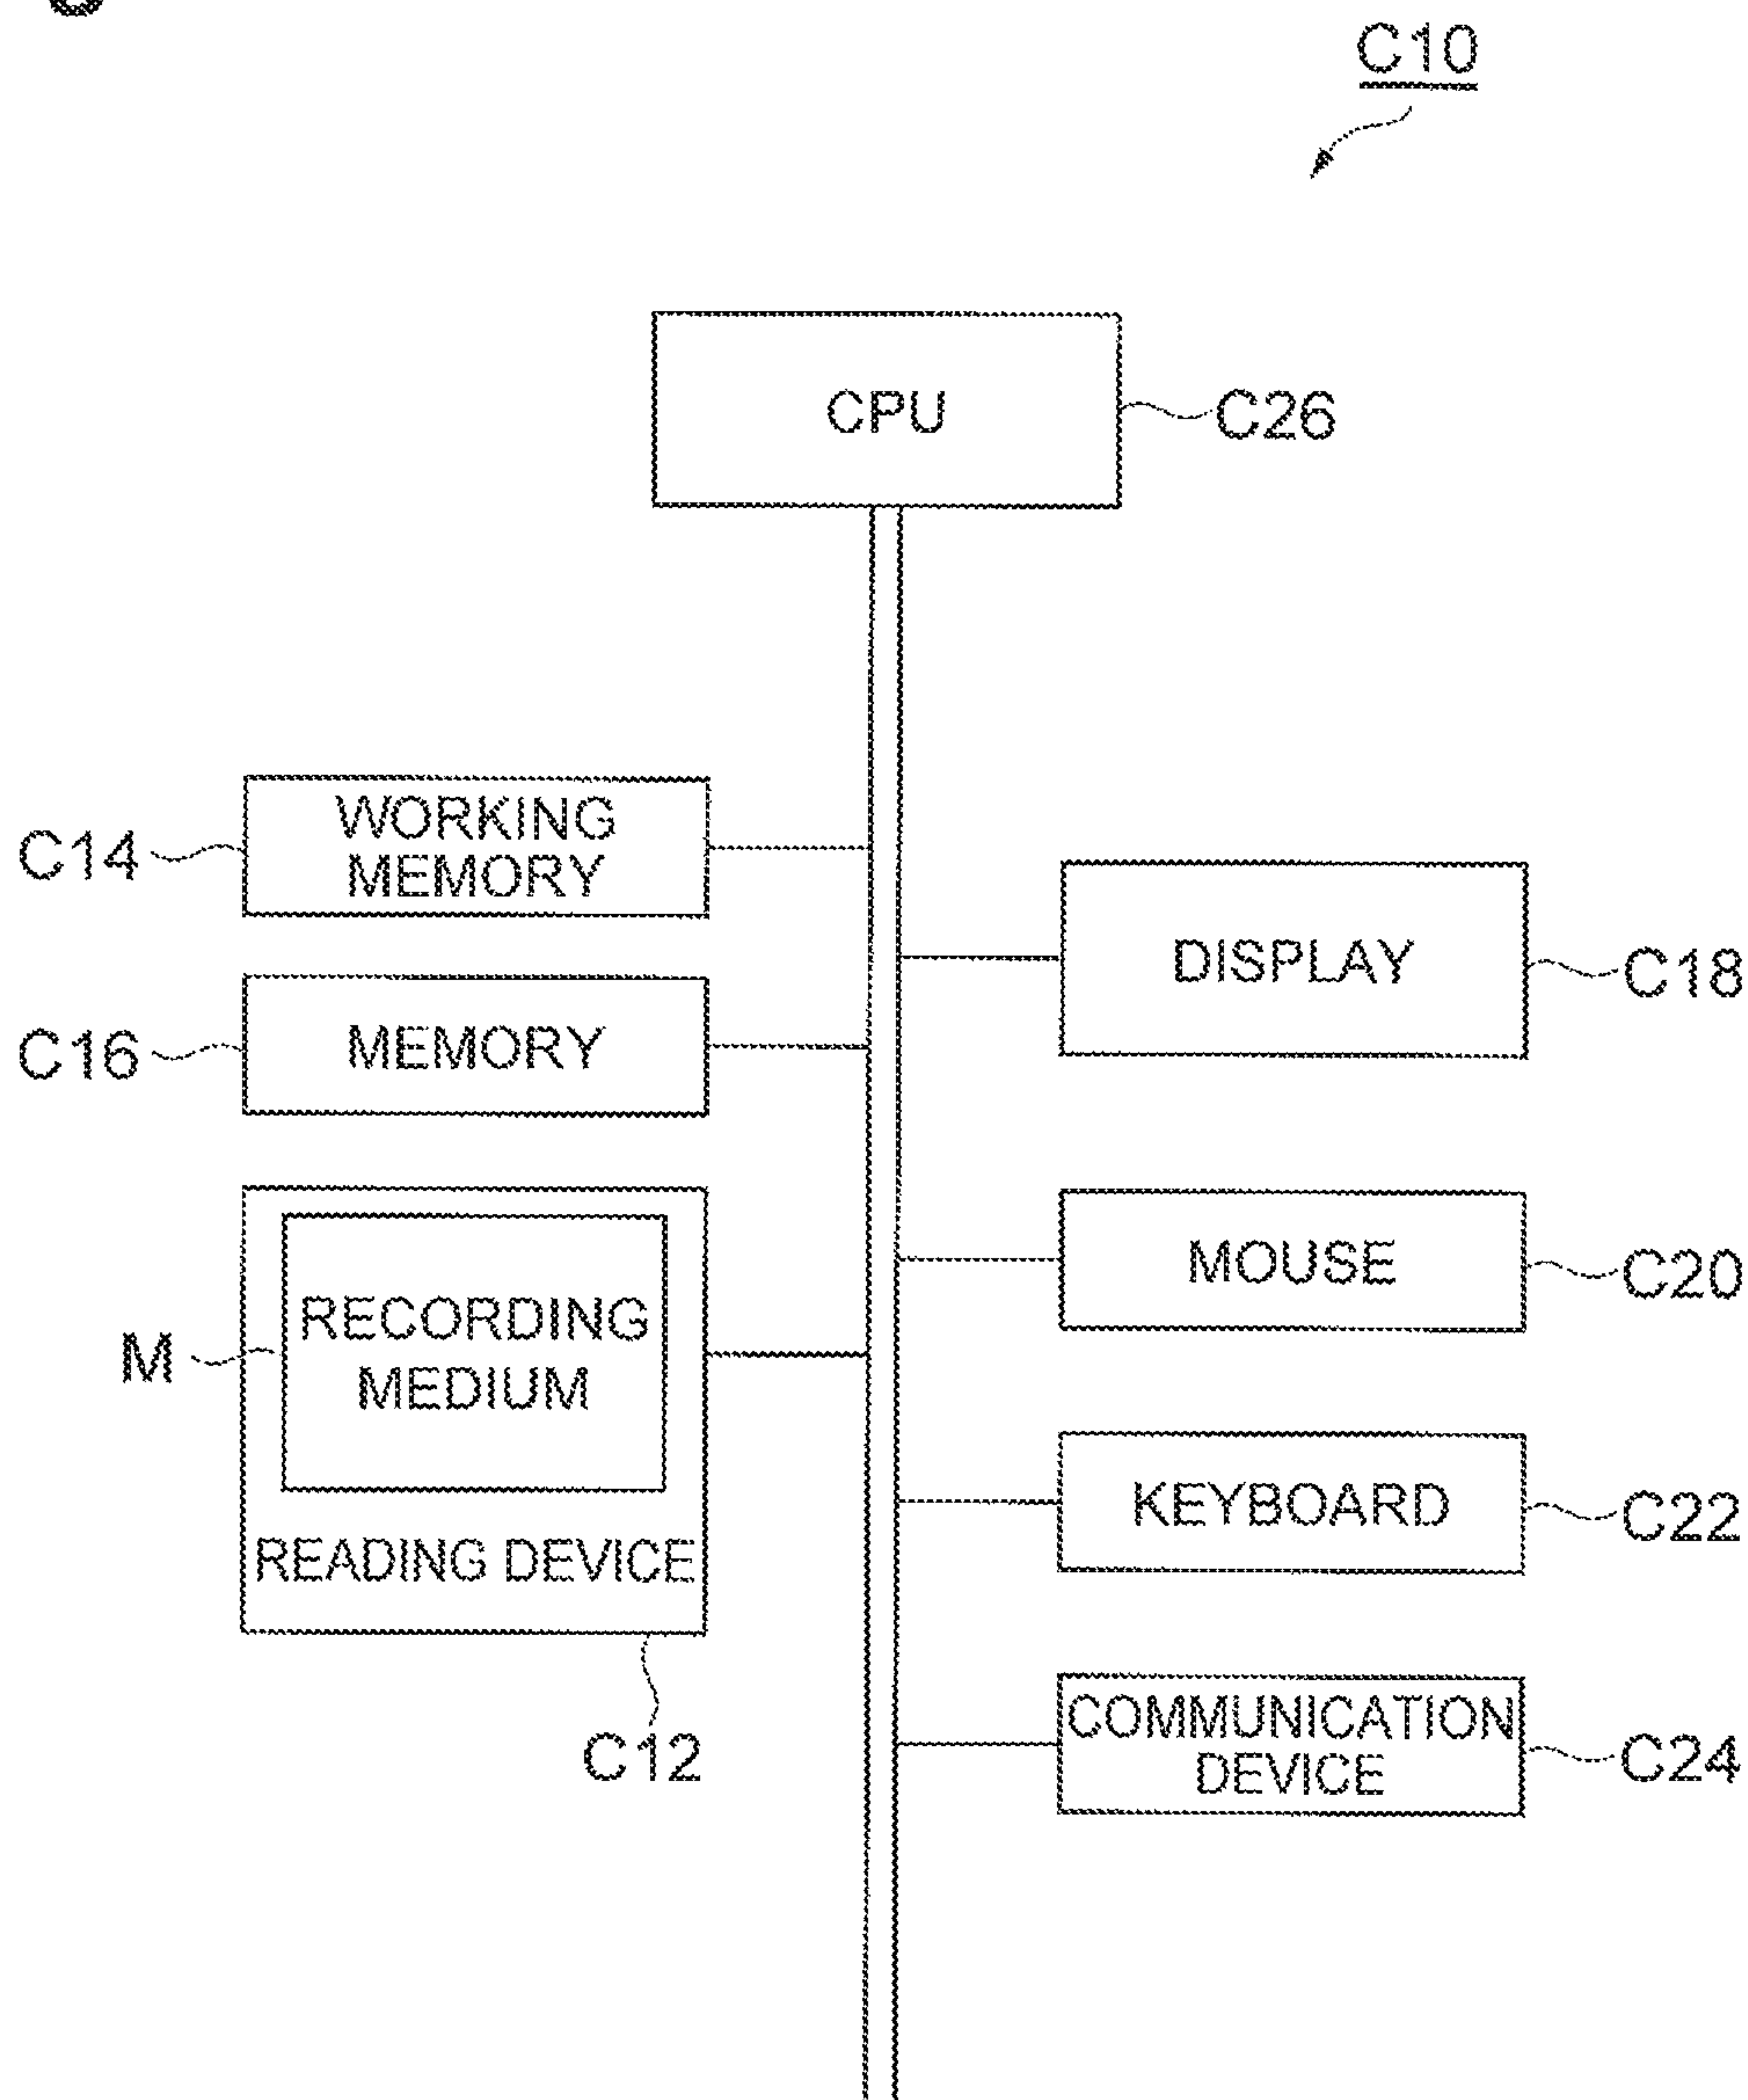 C10
CPU
C26
WORKING
MEMORY
C14
DISPLAY
C18
MEMORY
C16
MOUSE
C20
RECORDING
MEDIUM
M
READING DEVICE
C12
KEYBOARD
C22
COMMUNICATION
DEVICE
C24